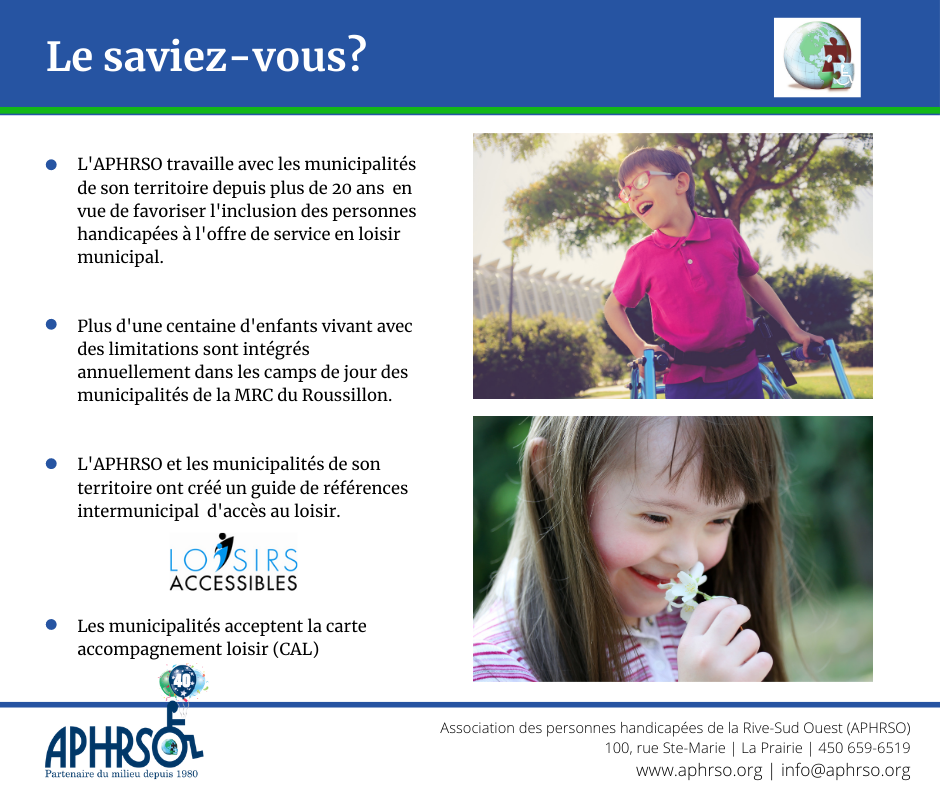 Le saviez-vous?
L'APHRSO travaille avec les municipalités
de son territoire depuis plus de 20 ans en
vue de favoriser l'inclusion des personnes
handicapées à l'offre de service en loisir
municipal.
Plus d'une centaine d'enfants vivant avec
des limitations sont intégrés
annuellement dans les camps de jour des
municipalités de la MRC du Roussillon.
L'APHRSO et les municipalités de son
territoire ont créé un guide de références
intermunicipal d'accès au loisir.
LOISIRS
ACCESSIBLES
Les municipalités acceptent la carte
accompagnement loisir (CAL)
40
APHRSO
Partenaire du milieu depuis 1980
Association des personnes handicapées de la Rive-Sud Ouest (APHRSO)
100, rue Ste-Marie | La Prairie | 450 659-6519
www.aphrso.org | info@aphrso.org